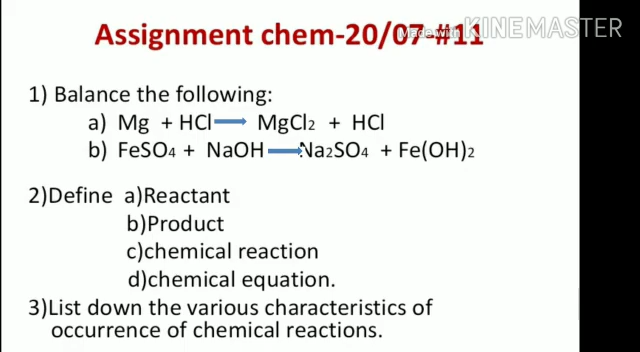 Assignment chem-20/07-#11
Made with KINEMASTER
1) Balance the following:
a) Mg + HCl → MgCl₂ + HCl
b) FeSO₄ + NaOH → Na₂SO₄ + Fe(OH)₂
2)Define a)Reactant
b)Product
c)chemical reaction
d)chemical equation.
3)List down the various characteristics of
occurrence of chemical reactions.